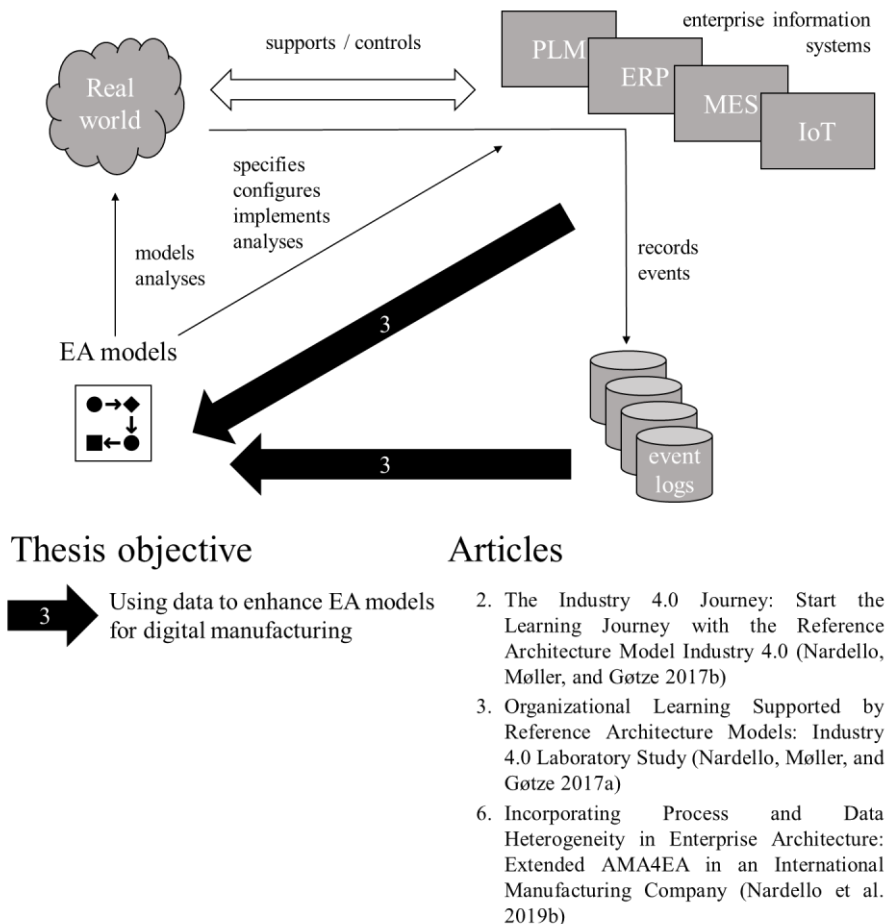 enterprise information
systems
supports / controls
PLM
ERP
MES
IoT
Real
world
specifies
configures
implements
analyses
models
analyses
records
events
3
EA models
3
event
logs
Thesis objective
3
Using data to enhance EA models
for digital manufacturing
Articles
2. The Industry 4.0 Journey: Start the
Learning Journey with the Reference
Architecture Model Industry 4.0 (Nardello,
Møller, and Gøtze 2017b)
3. Organizational Learning Supported by
Reference Architecture Models: Industry
4.0 Laboratory Study (Nardello, Møller, and
Gøtze 2017a)
6. Incorporating Process and Data
Heterogeneity in Enterprise Architecture:
Extended AMA4EA in an International
Manufacturing Company (Nardello et al.
2019b)